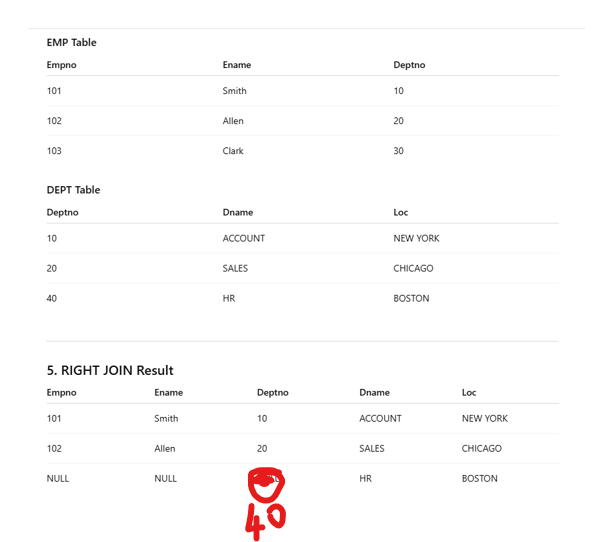 EMP Table
Empno Ename Deptno
101 Smith 10
102 Allen 20
103 Clark 30
DEPT Table
Deptno Dname Loc
10 ACCOUNT NEW YORK
20 SALES CHICAGO
40 HR BOSTON
5. RIGHT JOIN Result
Empno Ename Deptno Dname Loc
101 Smith 10 ACCOUNT NEW YORK
102 Allen 20 SALES CHICAGO
NULL NULL HR BOSTON
40